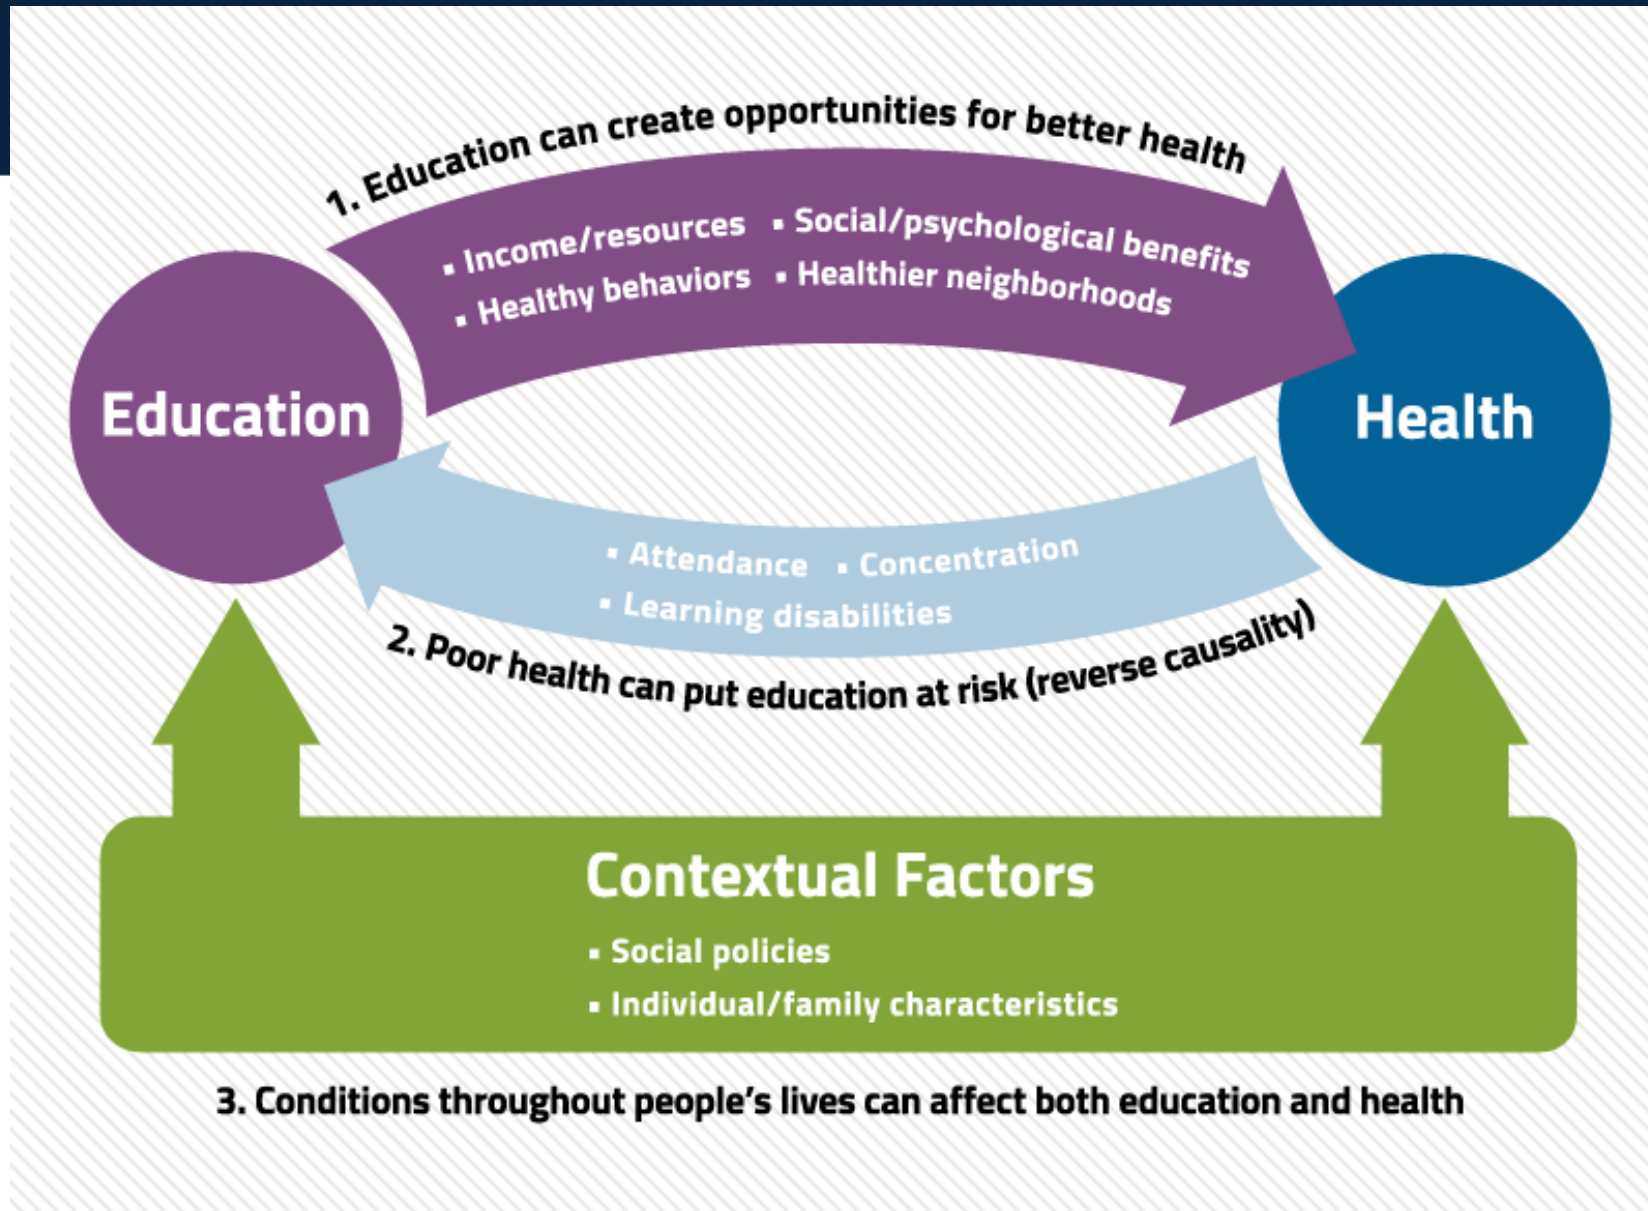 1. Education can create opportunities for better health
▪ Income/resources ▪ Social/psychological benefits
▪ Healthy behaviors ▪ Healthier neighborhoods
Education
Health
▪ Attendance ▪ Concentration
▪ Learning disabilities
2. Poor health can put education at risk (reverse causality)
Contextual Factors
▪ Social policies
▪ Individual/family characteristics
3. Conditions throughout people’s lives can affect both education and health